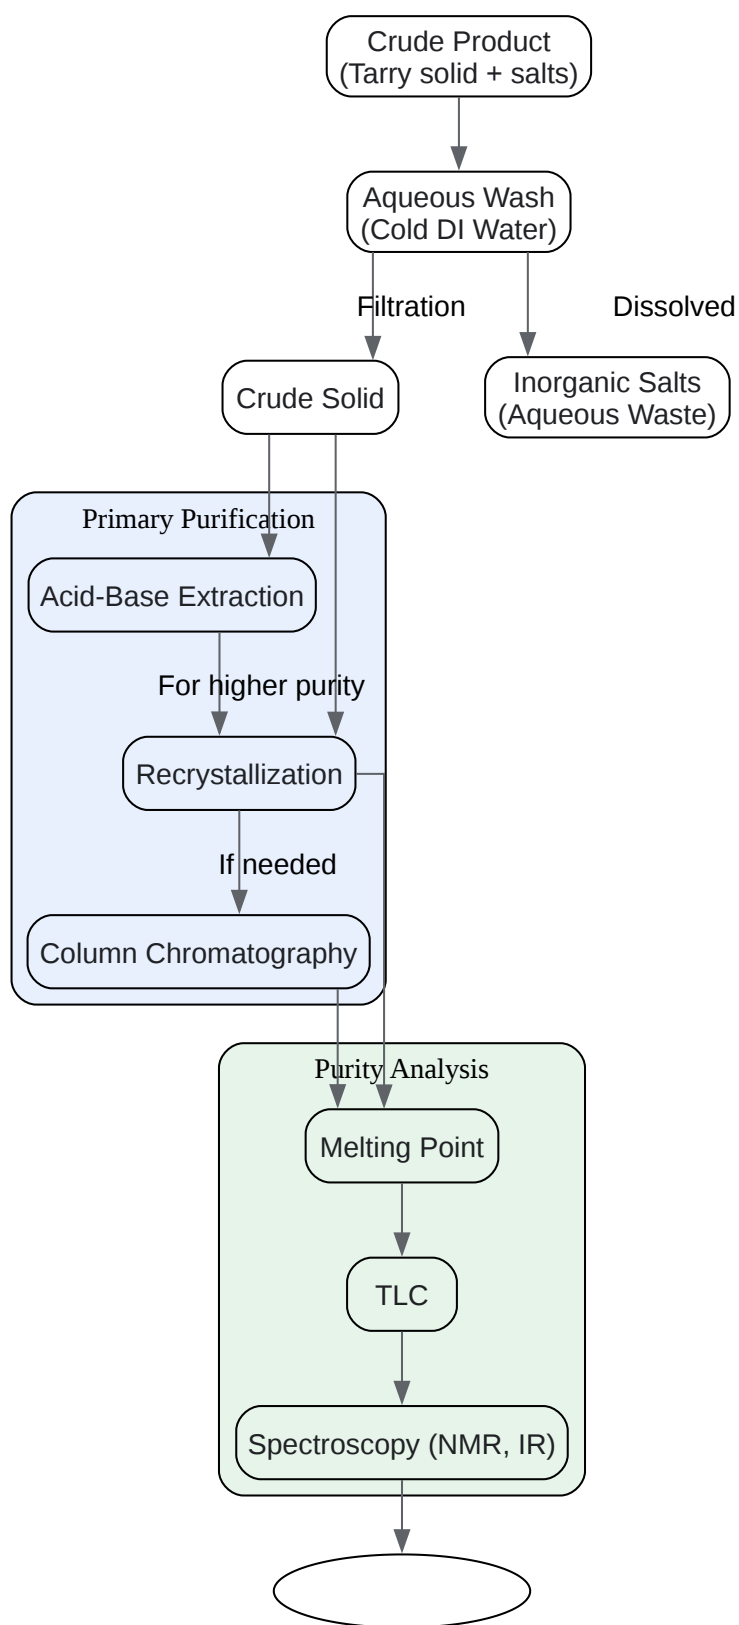 Crude Product
(Tarry solid + salts)
Aqueous Wash
(Cold DI Water)
Filtration
Dissolved
Crude Solid
Inorganic Salts
(Aqueous Waste)
Primary Purification
Acid-Base Extraction
For higher purity
Recrystallization
If needed
Column Chromatography
Purity Analysis
Melting Point
TLC
Spectroscopy (NMR, IR)